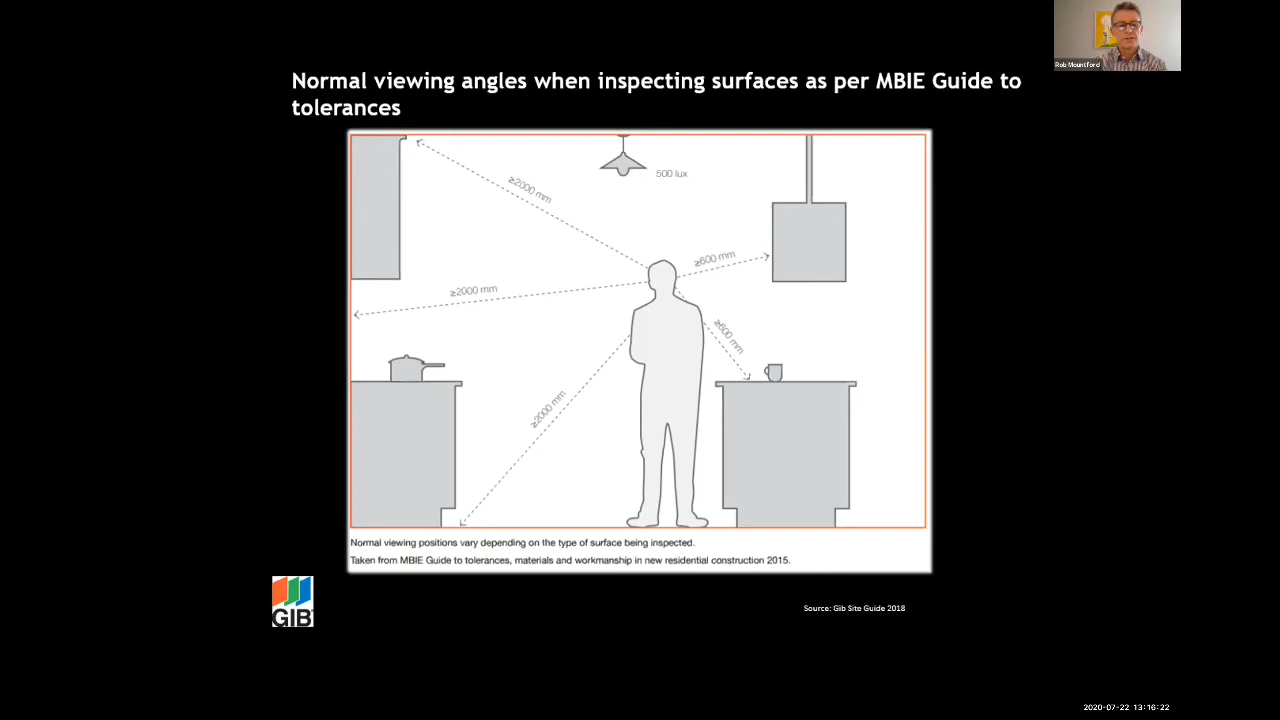 Rob Mountford
Normal viewing angles when inspecting surfaces as per MBIE Guide to
tolerances
≥2000 mm
500 lux
≥600 mm
≥2000 mm
≥600 mm
≥2000 mm
Normal viewing positions vary depending on the type of surface being inspected.
Taken from MBIE Guide to tolerances, materials and workmanship in new residential construction 2015.
GIB
Source: Gib Site Guide 2018
2020-07-22 13:16:22